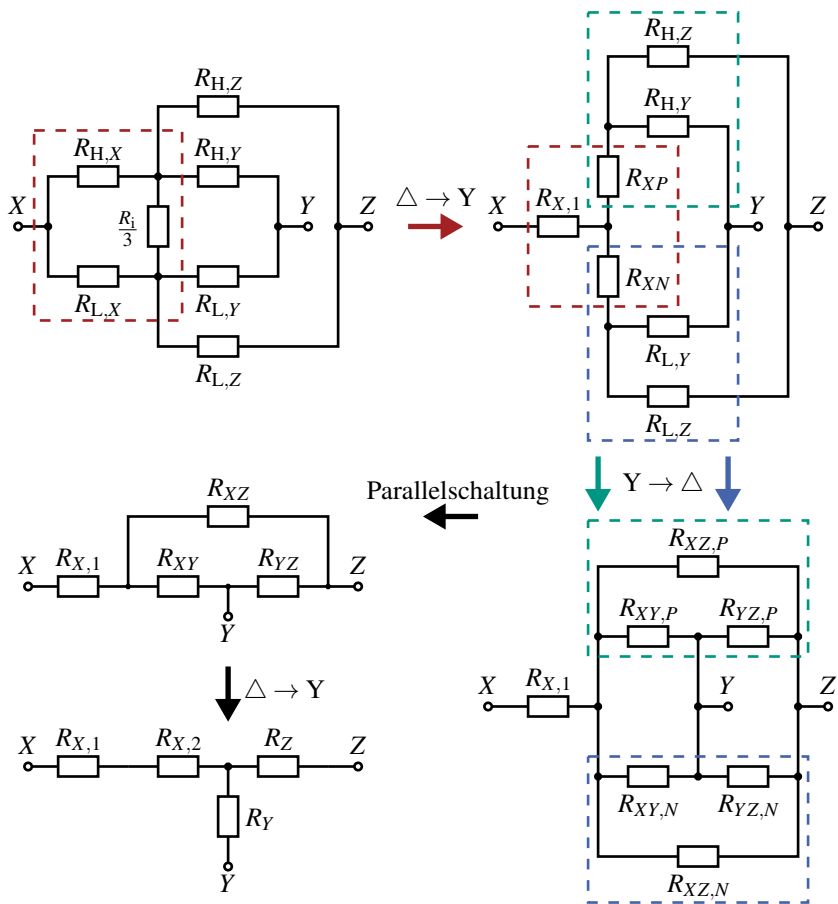 R_{H,Z}
R_{H,X}
R_{H,Y}
X
R_i/3
Y
Z
R_{L,X}
R_{L,Y}
R_{L,Z}
△ → Y
R_{H,Z}
R_{H,Y}
R_{XP}
X
R_{X,1}
Y
Z
R_{XN}
R_{L,Y}
R_{L,Z}
Y → △
R_{XZ,P}
R_{XY,P}
R_{YZ,P}
X
R_{X,1}
Y
Z
R_{XY,N}
R_{YZ,N}
R_{XZ,N}
Parallelschaltung
R_{XZ}
X
R_{X,1}
R_{XY}
R_{YZ}
Z
Y
△ → Y
X
R_{X,1}
R_{X,2}
R_Z
Z
R_Y
Y